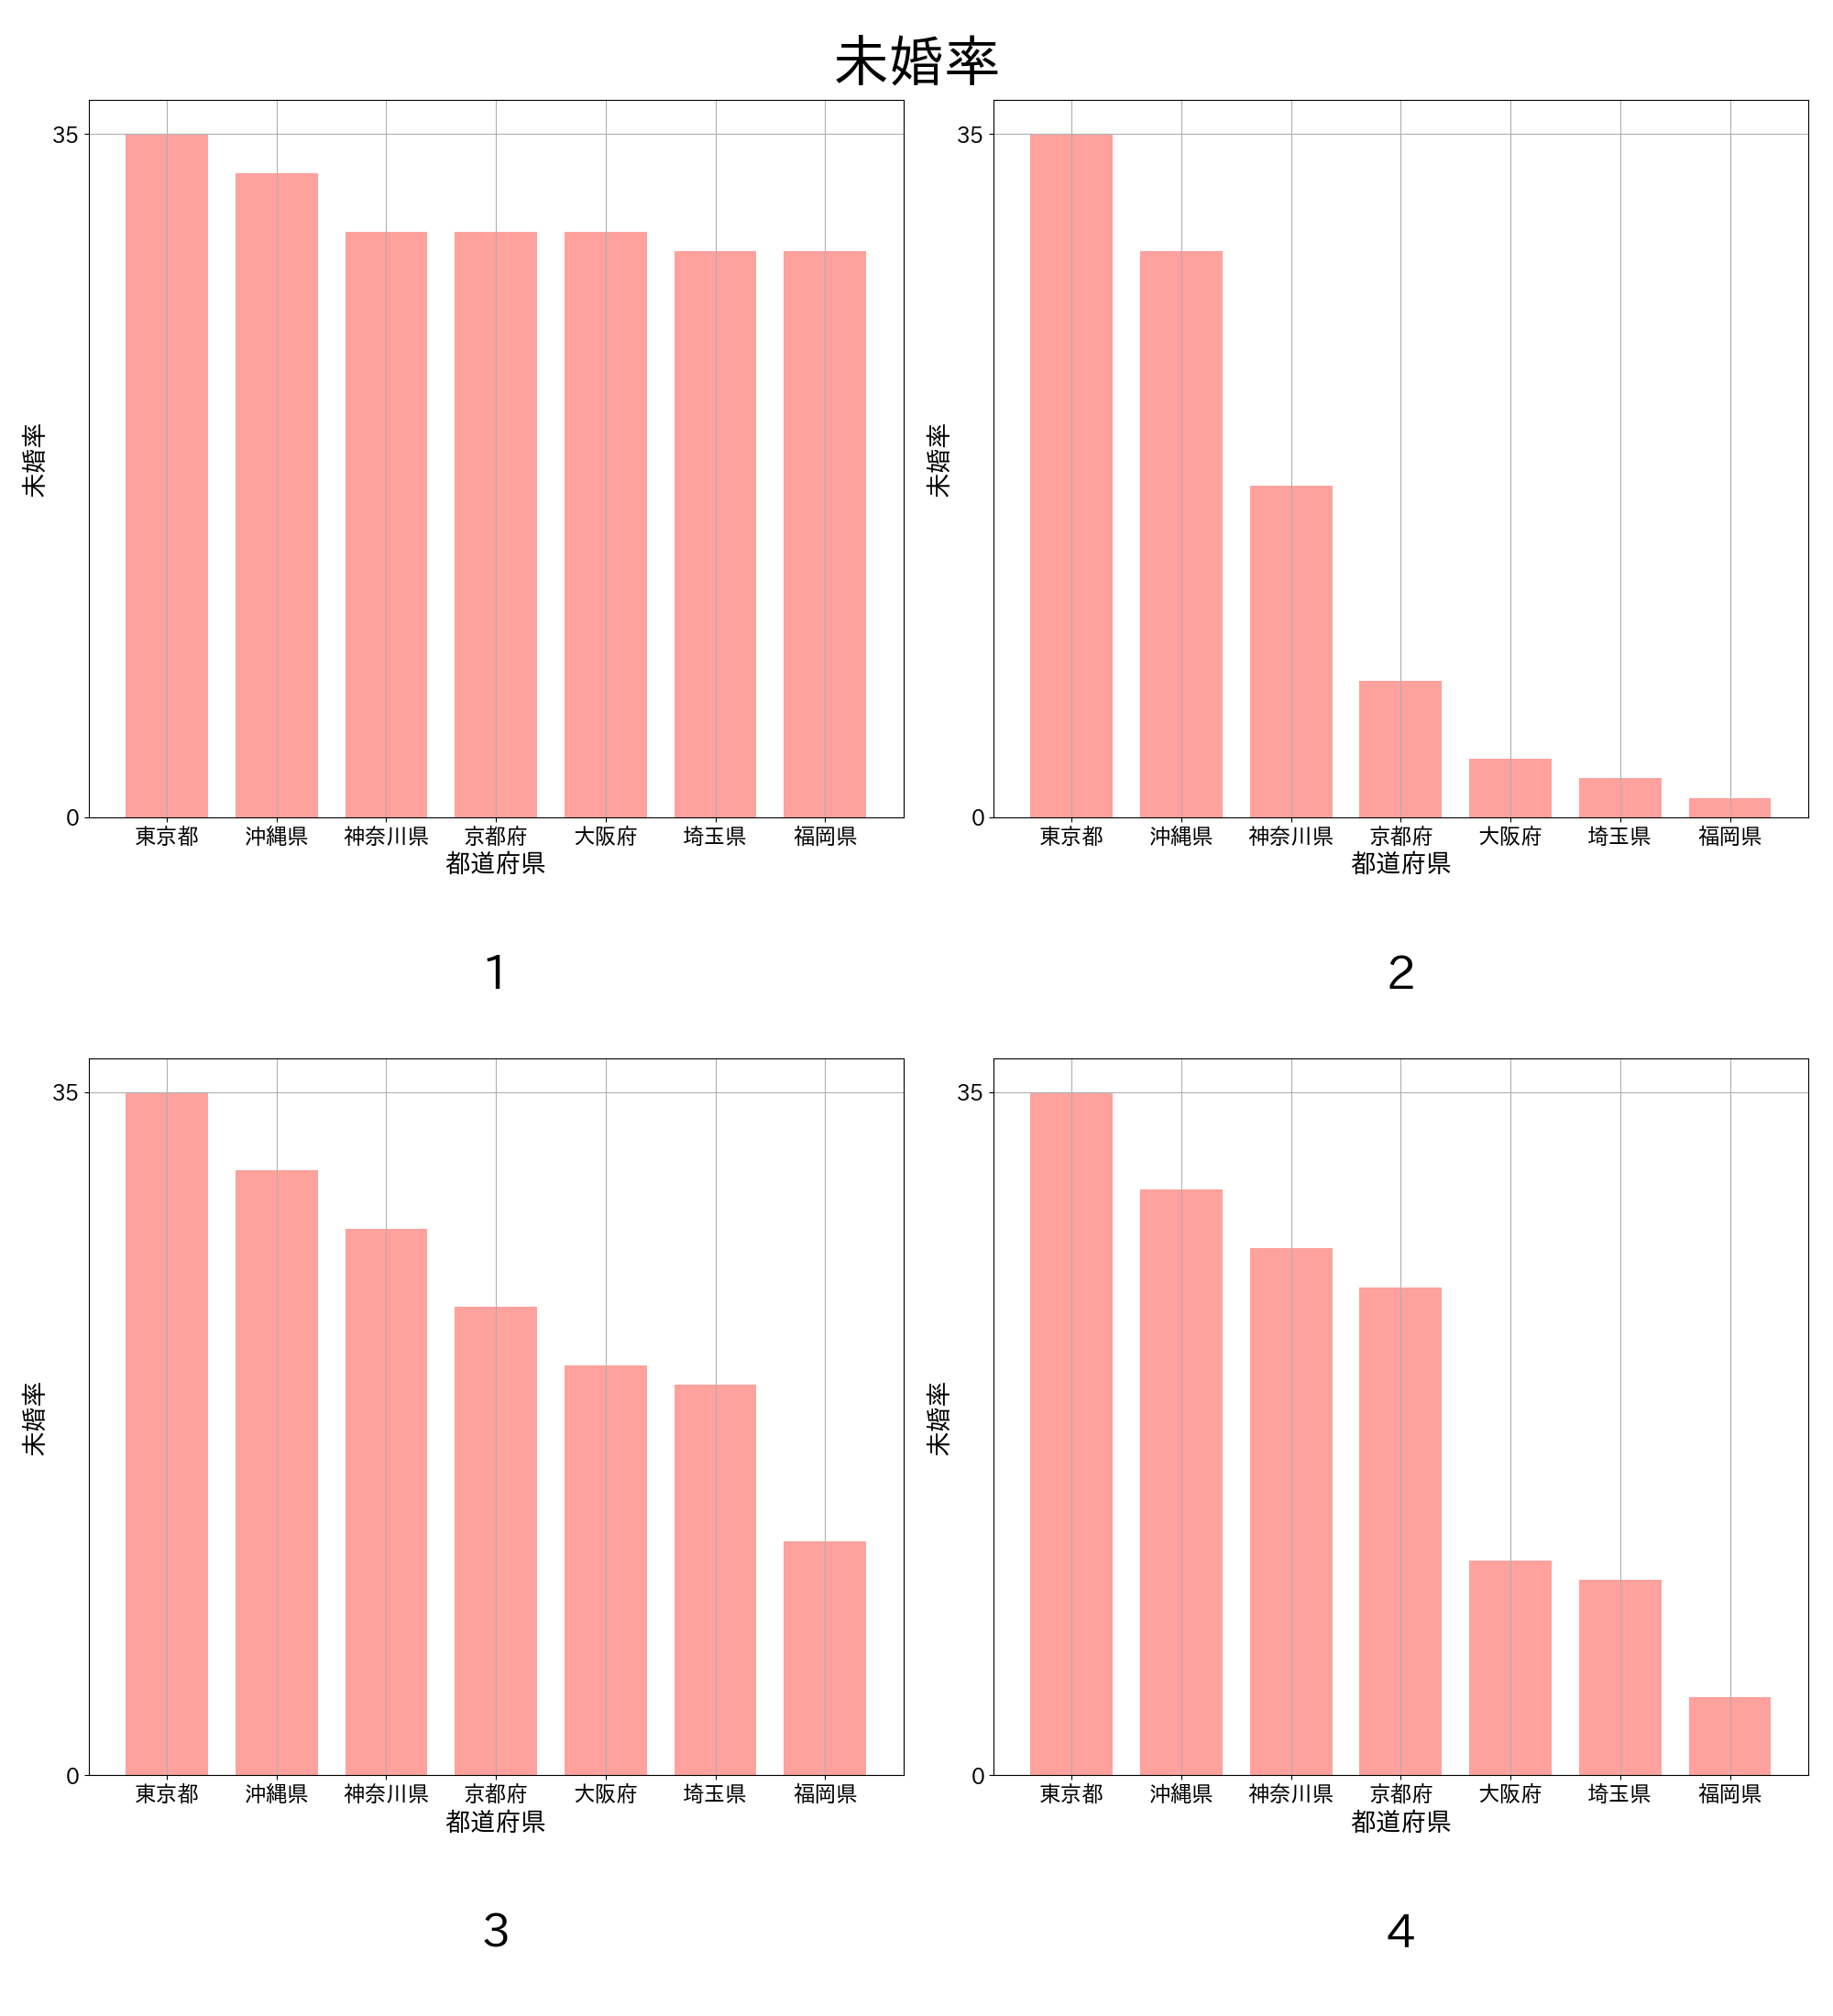 未婚率
35
0
未婚率
東京都 沖縄県 神奈川県 京都府 大阪府 埼玉県 福岡県
都道府県
1
35
0
未婚率
東京都 沖縄県 神奈川県 京都府 大阪府 埼玉県 福岡県
都道府県
2
35
0
未婚率
東京都 沖縄県 神奈川県 京都府 大阪府 埼玉県 福岡県
都道府県
3
35
0
未婚率
東京都 沖縄県 神奈川県 京都府 大阪府 埼玉県 福岡県
都道府県
4